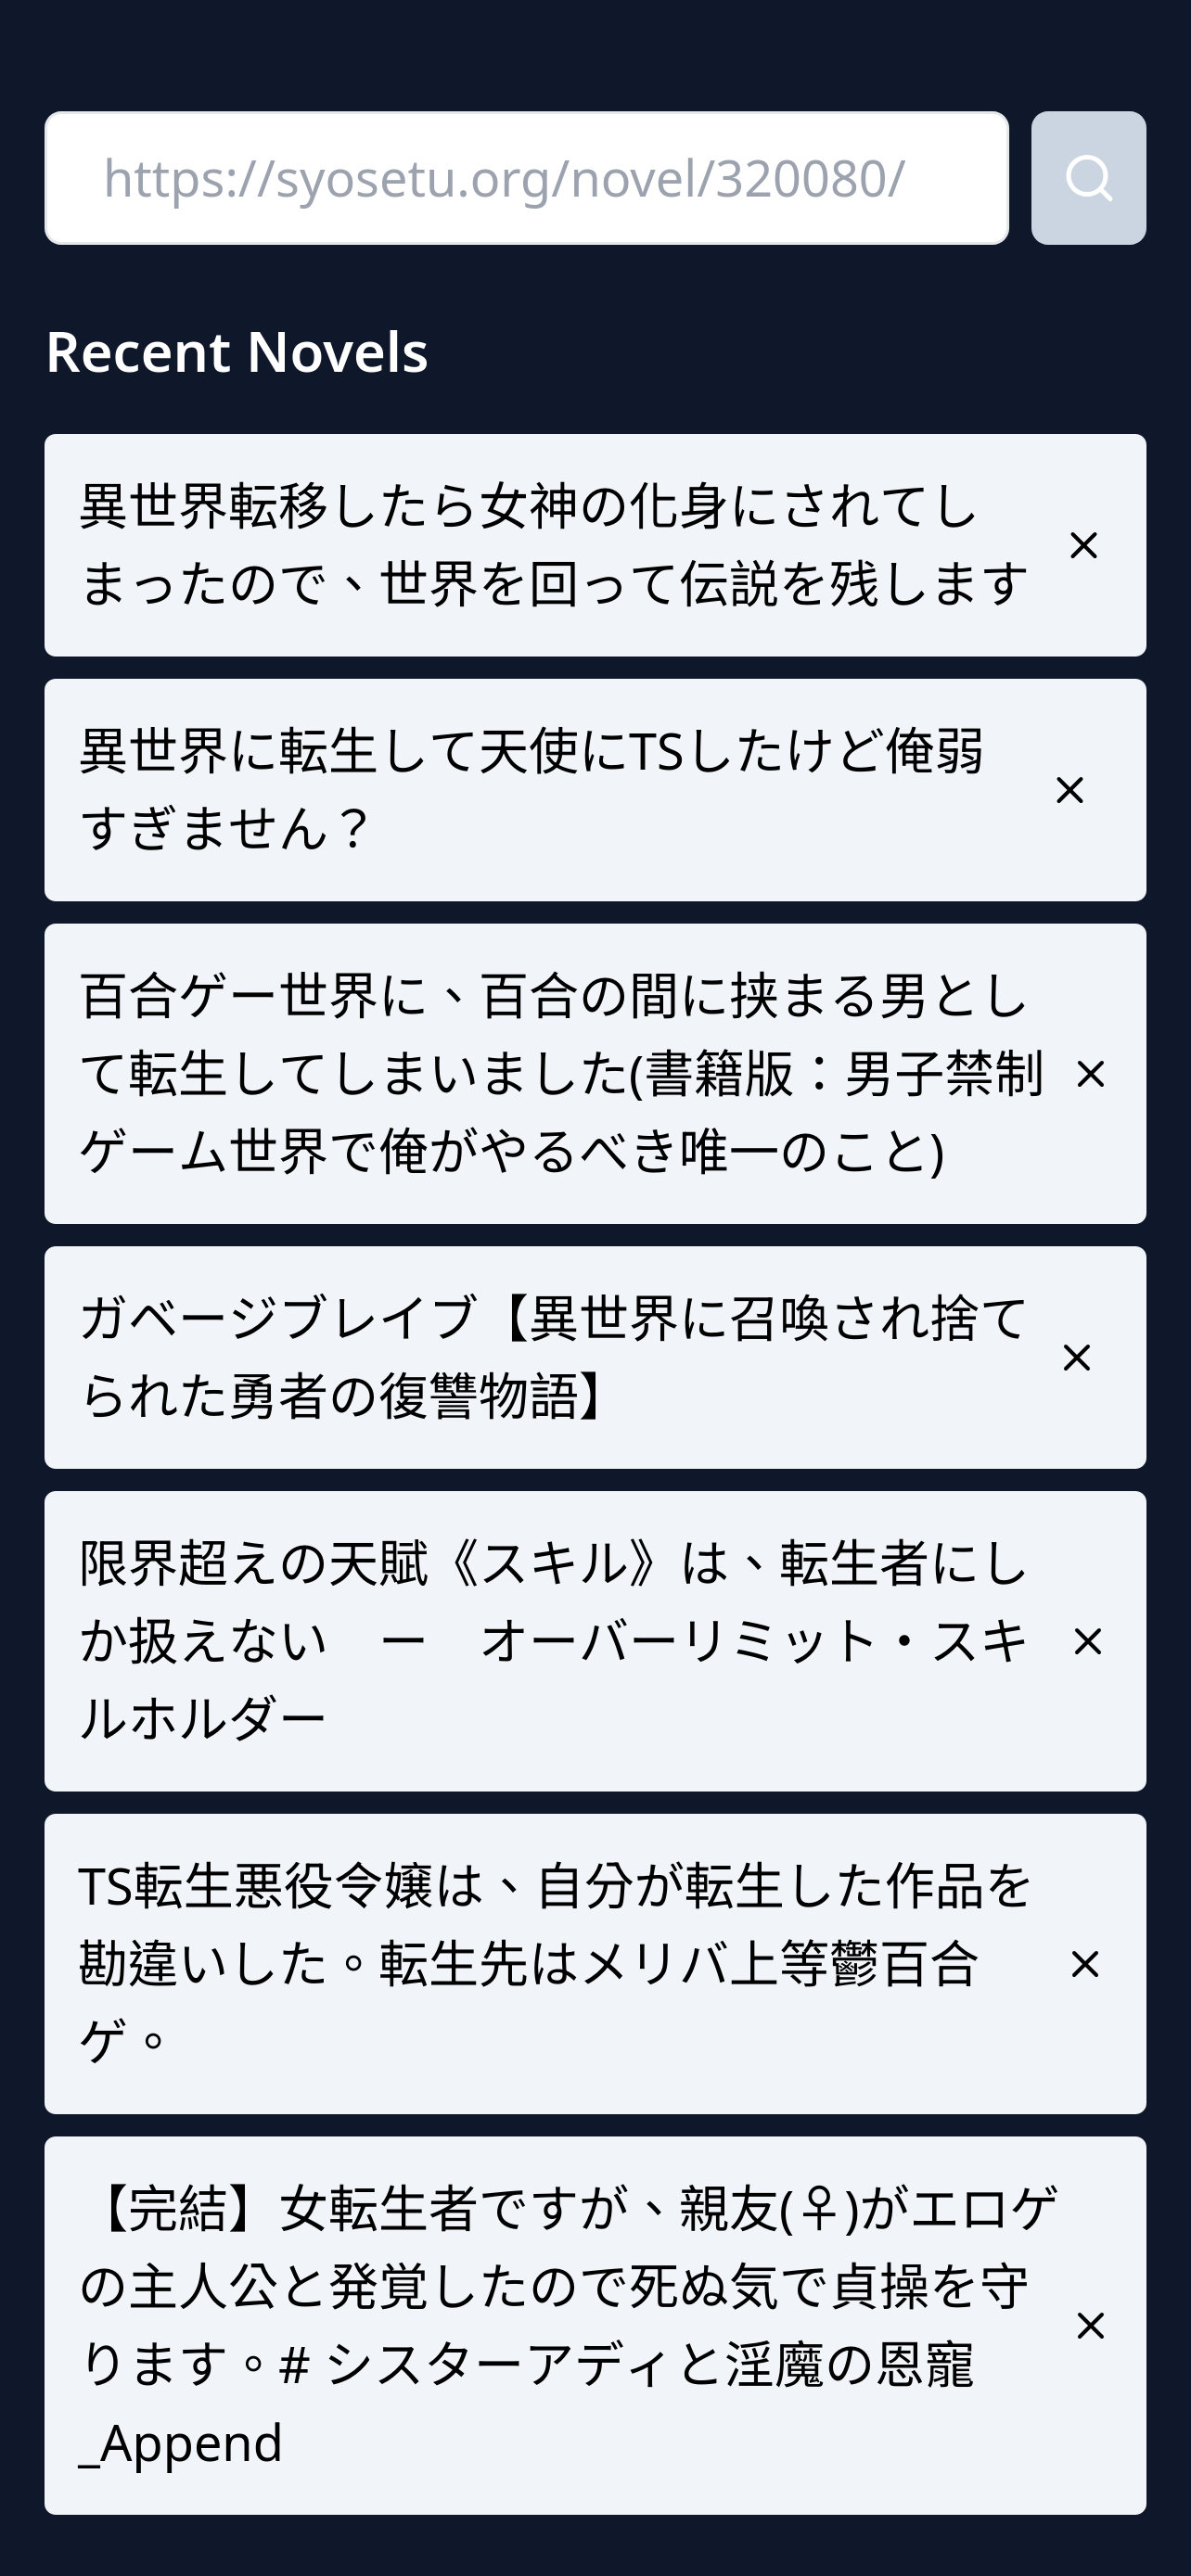 https://syosetu.org/novel/320080/
Recent Novels
異世界転移したら女神の化身にされてし
まったので、世界を回って伝説を残します
異世界に転生して天使にTSしたけど俺弱
すぎません？
百合ゲー世界に、百合の間に挟まる男とし
て転生してしまいました(書籍版：男子禁制
ゲーム世界で俺がやるべき唯一のこと)
ガベージブレイブ【異世界に召喚され捨て
られた勇者の復讐物語】
限界超えの天賦《スキル》は、転生者にし
か扱えない　ー　オーバーリミット・スキ
ルホルダー
TS転生悪役令嬢は、自分が転生した作品を
勘違いした。転生先はメリバ上等鬱百合
ゲ。
【完結】女転生者ですが、親友(♀)がエロゲ
の主人公と発覚したので死ぬ気で貞操を守
ります。# シスターアディと淫魔の恩寵
_Append